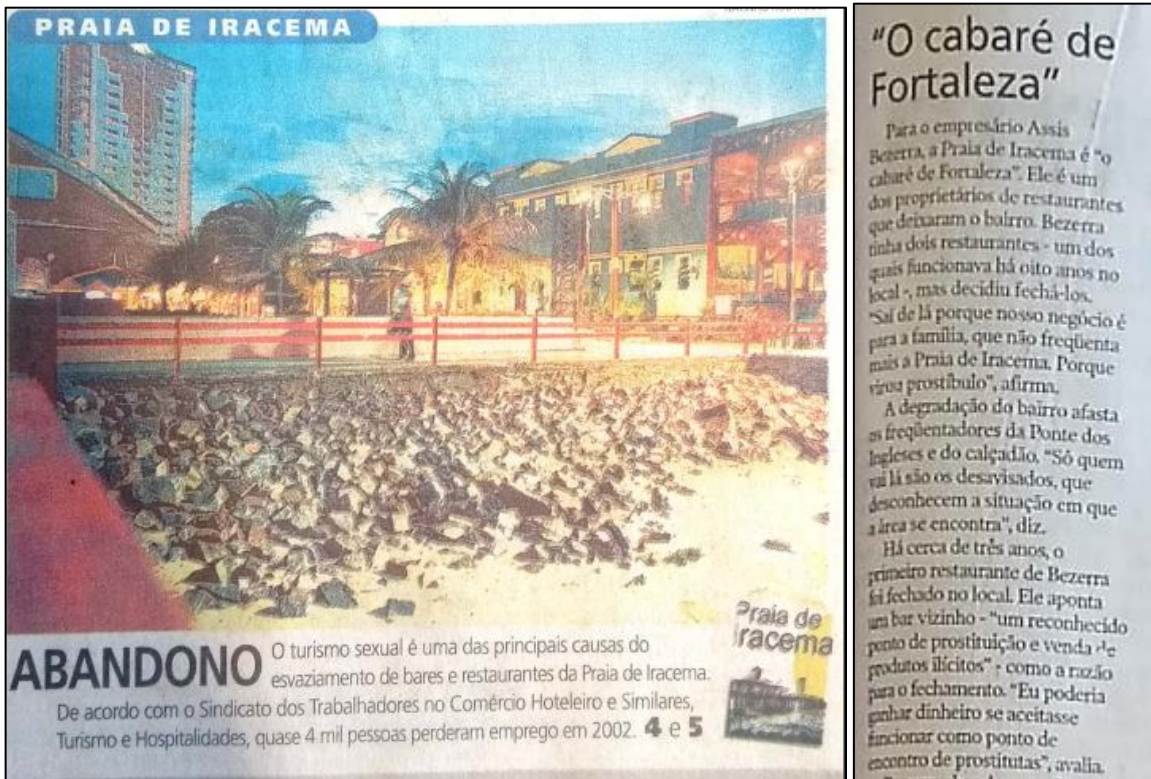 PRAIA DE IRACEMA
ABANDONO O turismo sexual é uma das principais causas do
esvaziamento de bares e restaurantes da Praia de Iracema.
De acordo com o Sindicato dos Trabalhadores no Comércio Hoteleiro e Similares,
Turismo e Hospitalidades, quase 4 mil pessoas perderam emprego em 2002. 4 e 5
Praia de
Iracema
"O cabaré de
Fortaleza"
Para o empresário Assis
Bezerra, a Praia de Iracema é "o
cabaré de Fortaleza". Ele é um
dos proprietários de restaurantes
que deixaram o bairro. Bezerra
tinha dois restaurantes - um dos
quais funcionava há oito anos no
local -, mas decidiu fechá-los.
"Saí de lá porque nosso negócio é
para a família, que não freqüenta
mais a Praia de Iracema. Porque
virou prostíbulo", afirma.
A degradação do bairro afasta
os freqüentadores da Ponte dos
Ingleses e do calçadão. "Só quem
vai lá são os desavisados, que
desconhecem a situação em que
a área se encontra", diz.
Há cerca de três anos, o
primeiro restaurante de Bezerra
foi fechado no local. Ele aponta
um bar vizinho - "um reconhecido
ponto de prostituição e venda de
produtos ilícitos" - como a razão
para o fechamento. "Eu poderia
ganhar dinheiro se aceitasse
funcionar como ponto de
encontro de prostitutas", avalia.